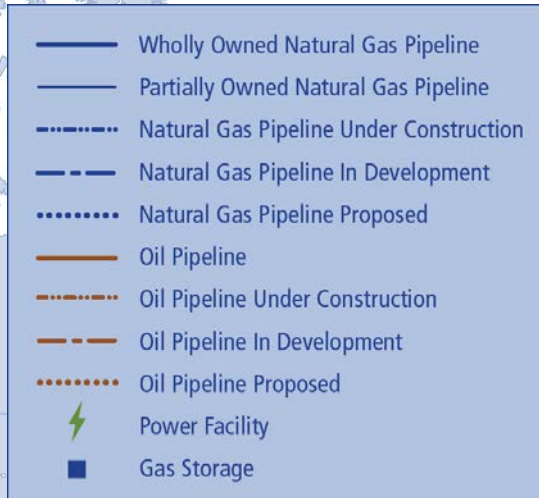 Wholly Owned Natural Gas Pipeline
Partially Owned Natural Gas Pipeline
Natural Gas Pipeline Under Construction
Natural Gas Pipeline In Development
Natural Gas Pipeline Proposed
Oil Pipeline
Oil Pipeline Under Construction
Oil Pipeline In Development
Oil Pipeline Proposed
Power Facility
Gas Storage